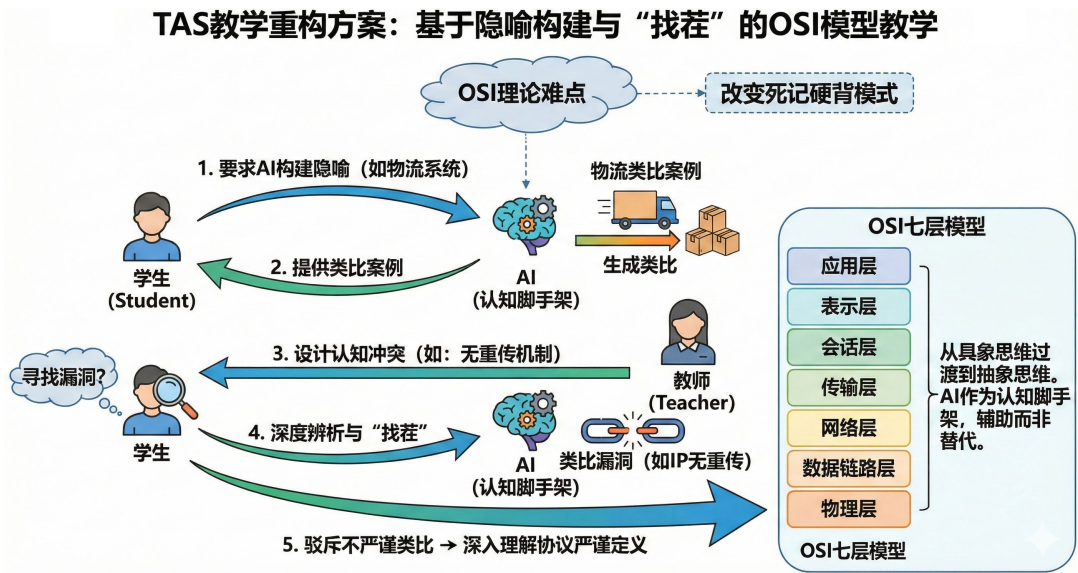 TAS教学重构方案：基于隐喻构建与“找茬”的OSI模型教学
OSI理论难点
改变死记硬背模式
1. 要求AI构建隐喻（如物流系统）
物流类比案例
学生
(Student)
2. 提供类比案例
AI
(认知脚手架)
生成类比
3. 设计认知冲突（如：无重传机制）
教师
(Teacher)
寻找漏洞?
学生
4. 深度辨析与“找茬”
AI
(认知脚手架)
类比漏洞（如IP无重传）
5. 驳斥不严谨类比 → 深入理解协议严谨定义
OSI七层模型
应用层
表示层
会话层
传输层
网络层
数据链路层
物理层
从具象思维过
渡到抽象思维。
AI作为认知脚手
架，辅助而非
替代。
OSI七层模型